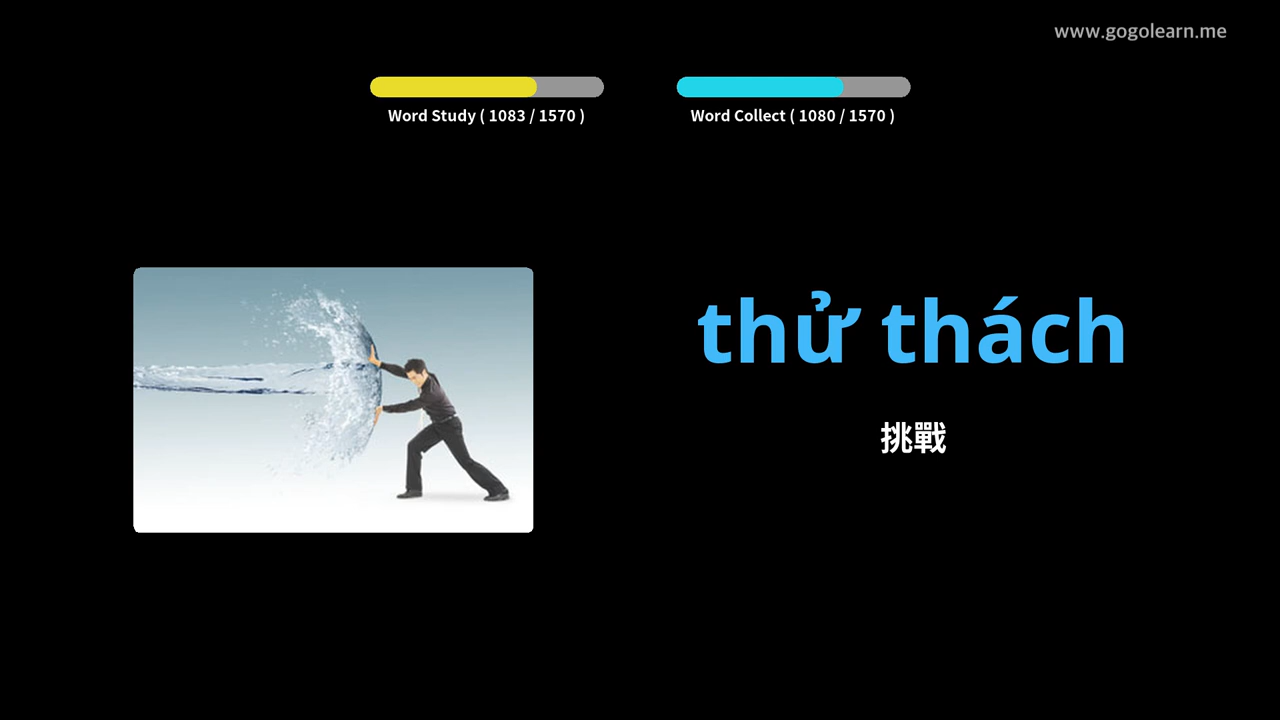 www.gogolearn.me
Word Study ( 1083 / 1570 )
Word Collect ( 1080 / 1570 )
thử thách
挑戰